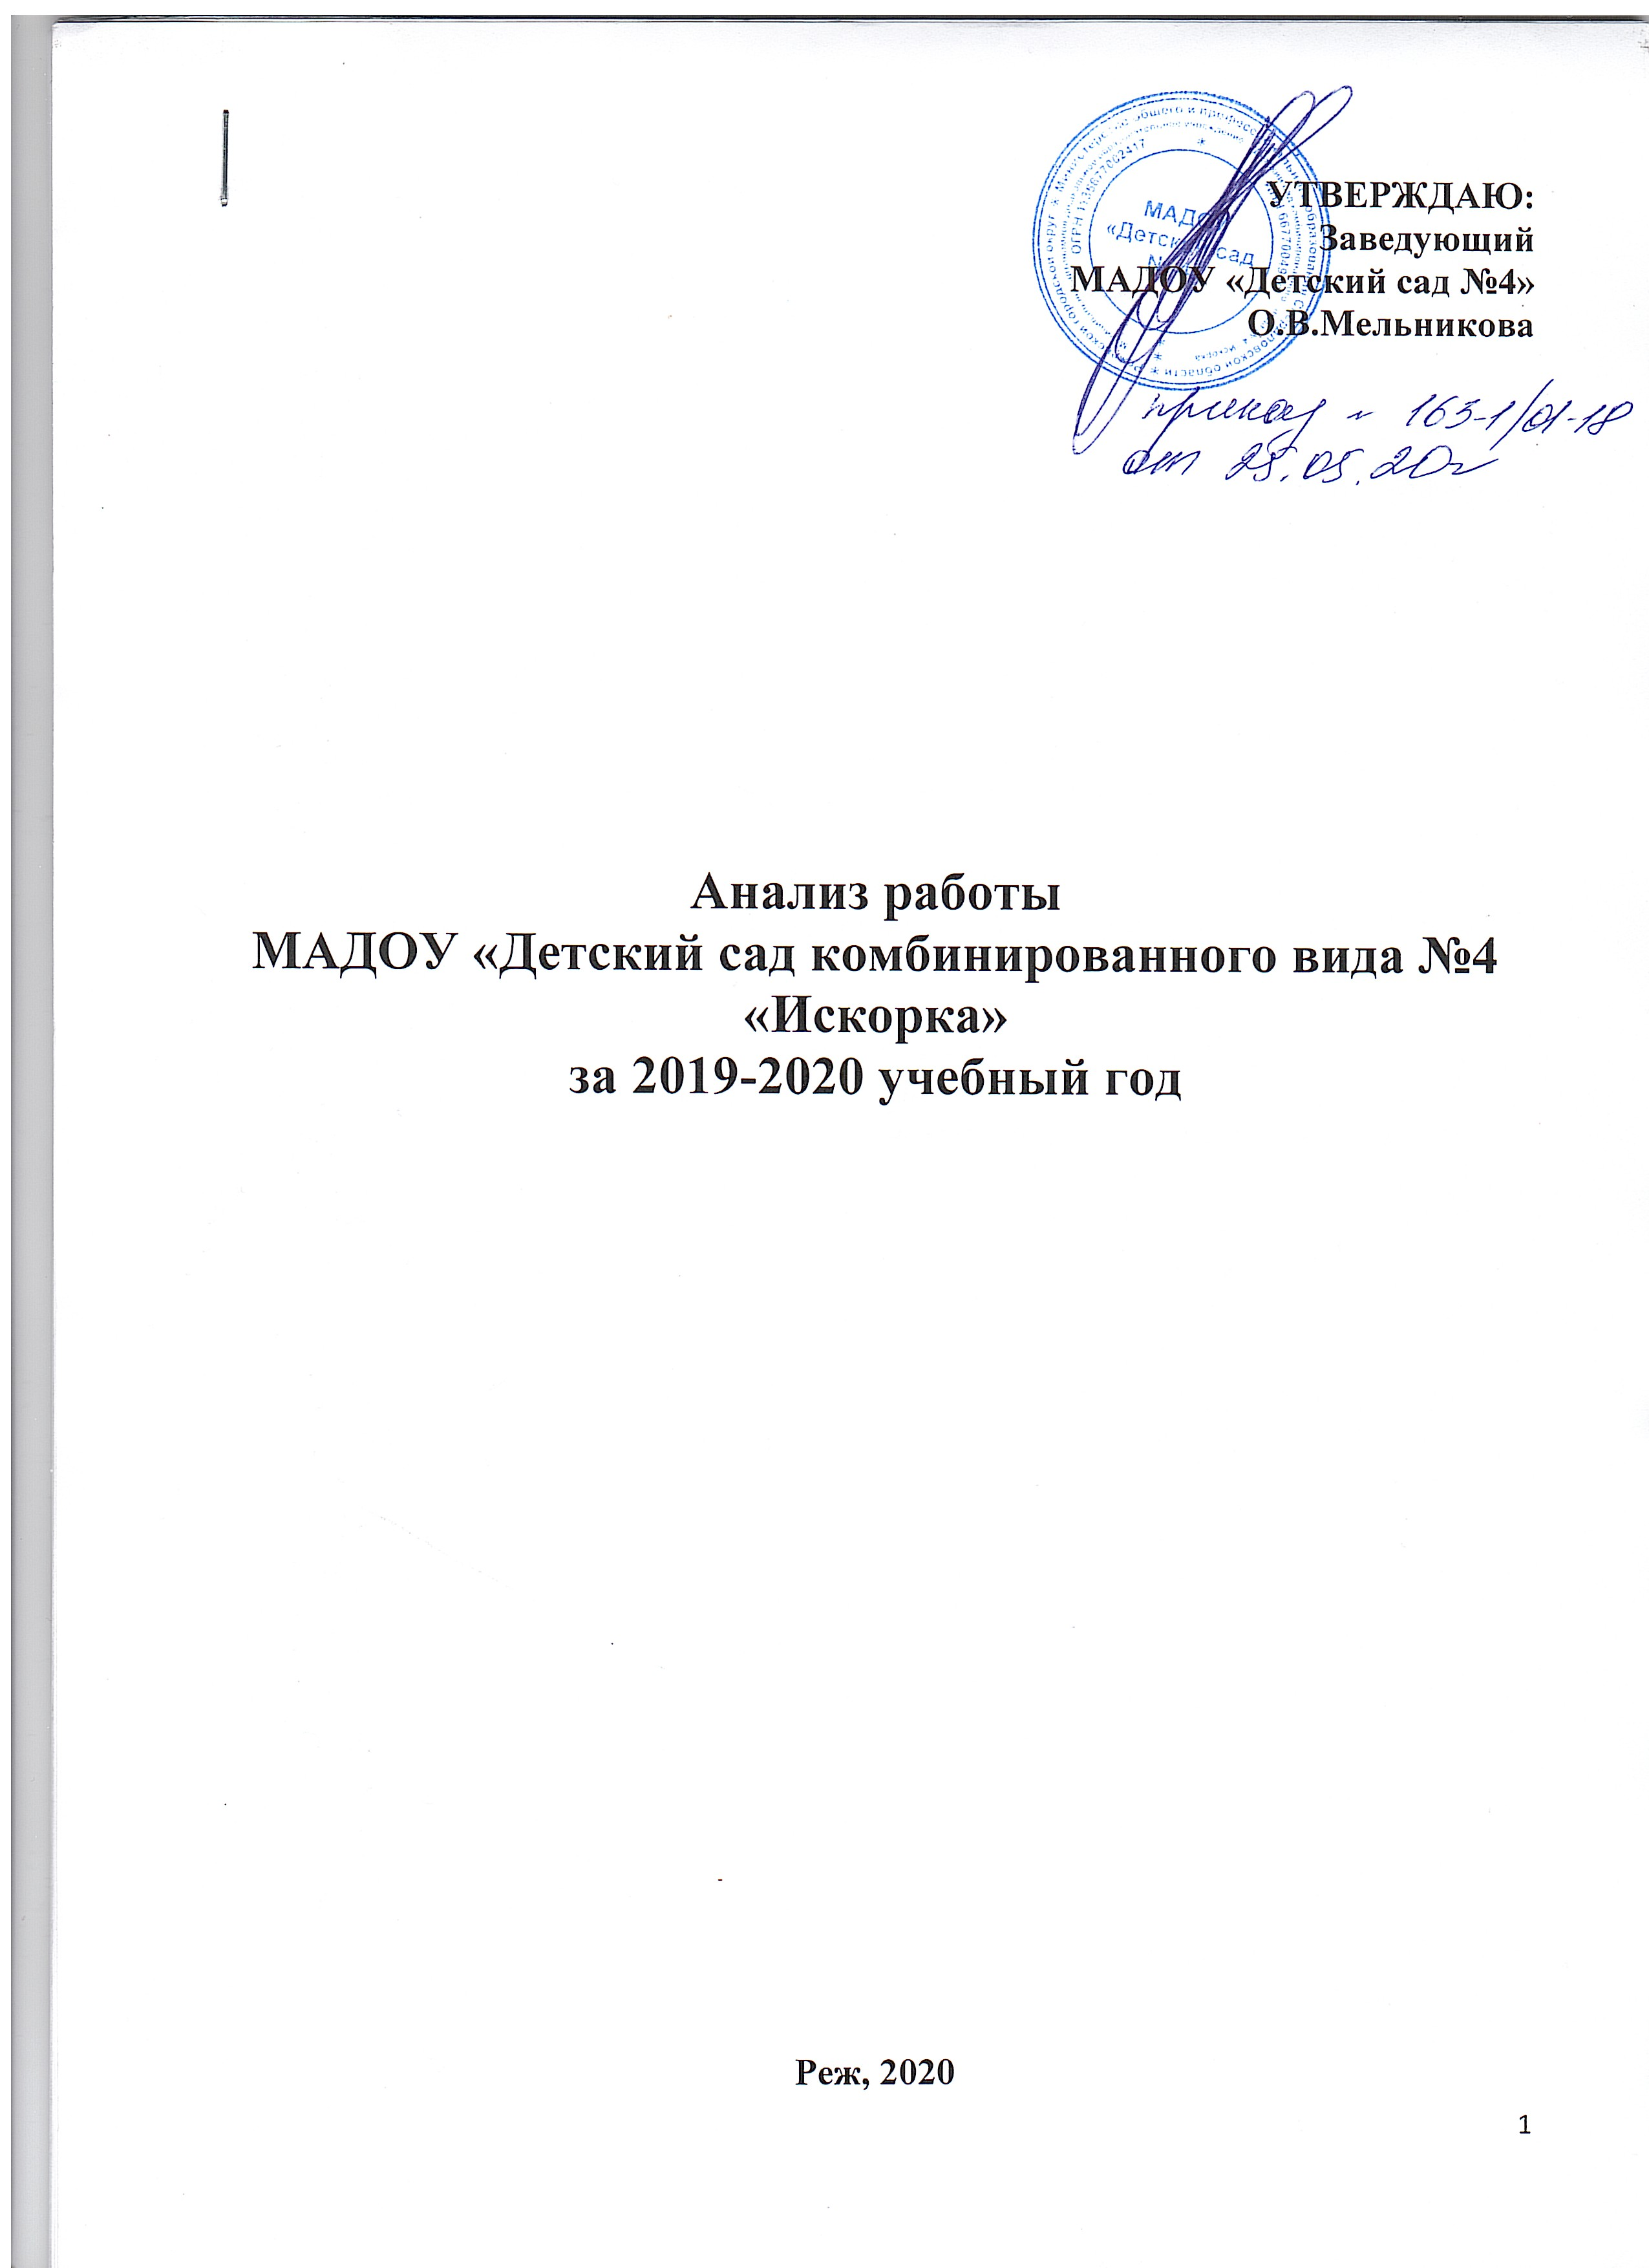 УТВЕРЖДАЮ:
Заведующий
МАДОУ «Детский сад №4»
О.В.Мельникова
приказ № 163-1/01-18
от 25.05.20г
Анализ работы
МАДОУ «Детский сад комбинированного вида №4
«Искорка»
за 2019-2020 учебный год
Реж, 2020
1